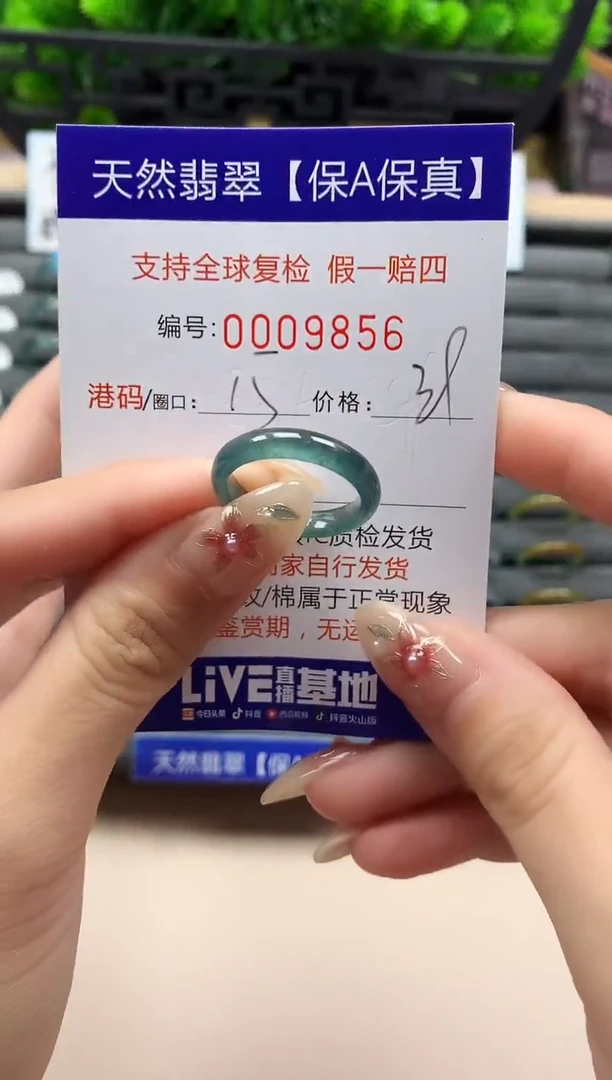 天然翡翠【保A保真】
支持全球复检 假一赔四
编号:0009856
港码/圈口: 15 价格: 38
质检发货
家自行发货
/棉属于正常现象
鉴赏期，无运
LiVE直播基地
今日头条 抖音 西瓜视频 抖音火山版
天然翡翠【保A